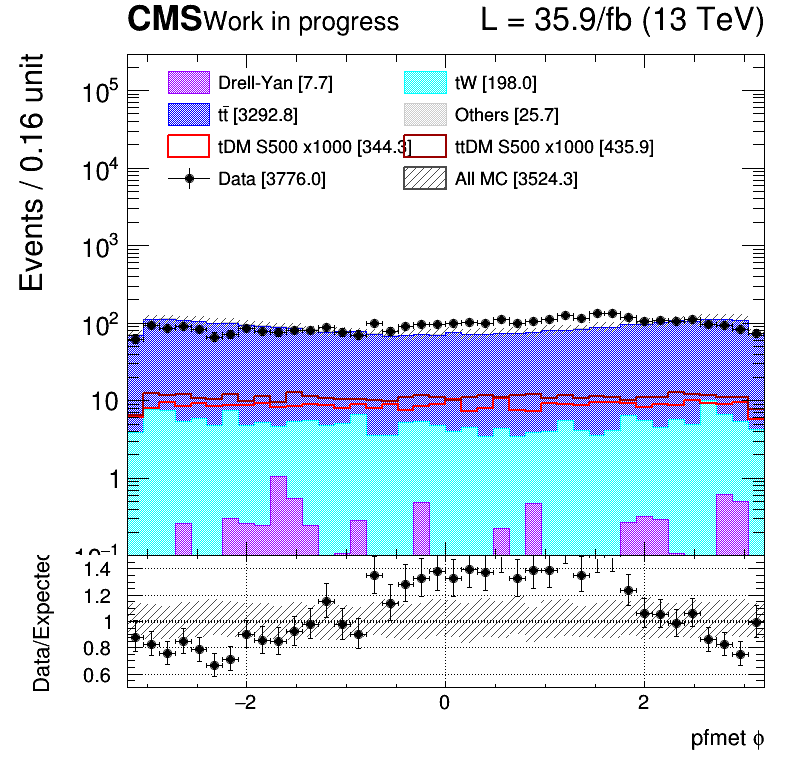 CMS Work in progress L = 35.9/fb (13 TeV)
Events / 0.16 unit
Drell-Yan [7.7] tW [198.0]
tt̄ [3292.8] Others [25.7]
tDM S500 x1000 [344.3] ttDM S500 x1000 [435.9]
Data [3776.0] All MC [3524.3]
10⁵
10⁴
10³
10²
10
1
10⁻¹
Data/Expected
1.4
1.2
1
0.8
0.6
−2 0 2
pfmet ϕ